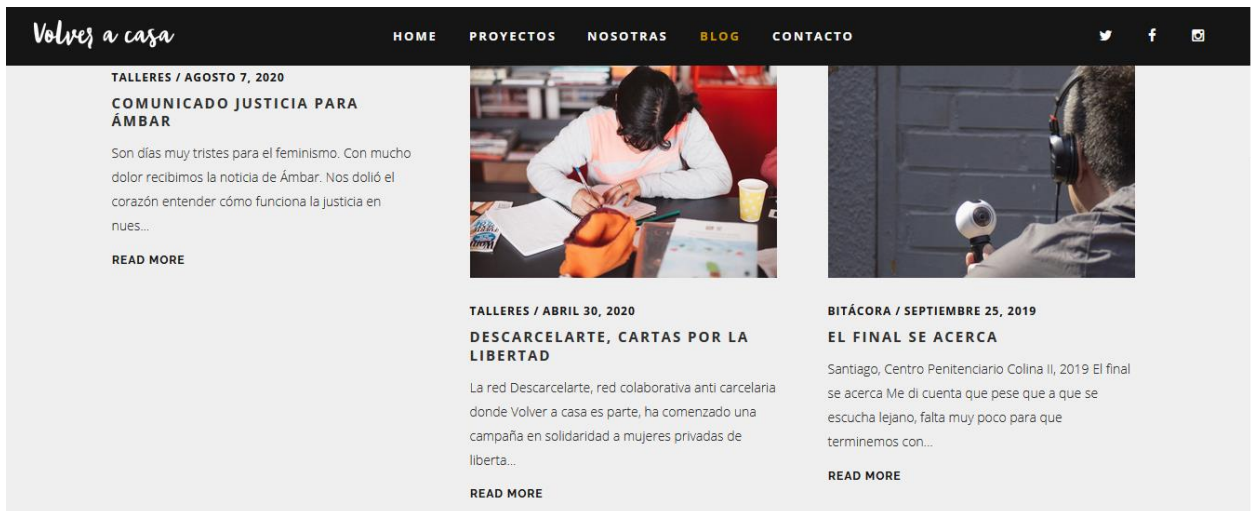 Volver a casa
HOME PROYECTOS NOSOTRAS BLOG CONTACTO
TALLERES / AGOSTO 7, 2020
COMUNICADO JUSTICIA PARA
ÁMBAR
Son días muy tristes para el feminismo. Con mucho
dolor recibimos la noticia de Ámbar. Nos dolió el
corazón entender cómo funciona la justicia en
nues...
READ MORE
TALLERES / ABRIL 30, 2020
DESCARCELARTE, CARTAS POR LA
LIBERTAD
La red Descarcelarte, red colaborativa anti carcelaria
donde Volver a casa es parte, ha comenzado una
campaña en solidaridad a mujeres privadas de
liberta...
READ MORE
BITÁCORA / SEPTIEMBRE 25, 2019
EL FINAL SE ACERCA
Santiago, Centro Penitenciario Colina II, 2019 El final
se acerca Me di cuenta que pese que a que se
escucha lejano, falta muy poco para que
terminemos con...
READ MORE